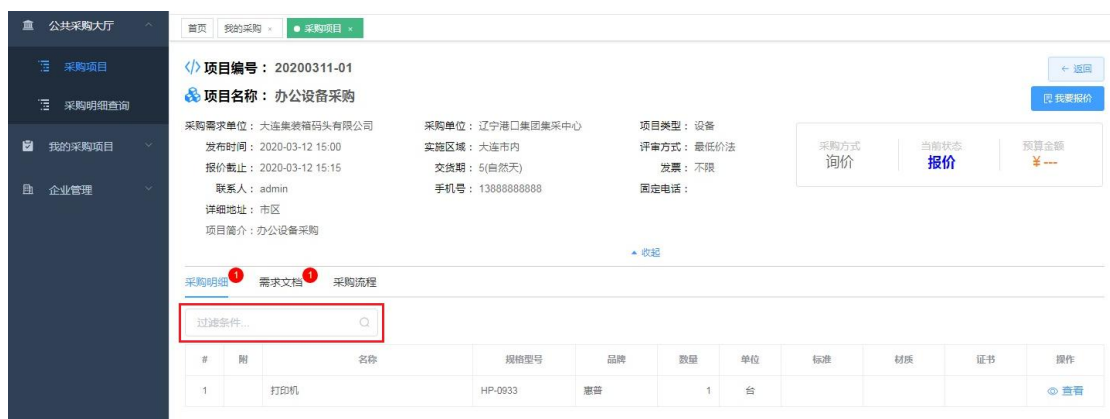 公共采购大厅
采购项目
采购明细查询
我的采购项目
企业管理
首页 我的采购 × 采购项目 ×
项目编号： 20200311-01
← 返回
项目名称： 办公设备采购
我要报价
采购需求单位： 大连集装箱码头有限公司 采购单位： 辽宁港口集团集采中心 项目类型： 设备
发布时间： 2020-03-12 15:00 实施区域： 大连市内 评审方式： 最低价法
报价截止： 2020-03-12 15:15 交货期： 5(自然天) 发票： 不限
联系人： admin 手机号： 13888888888 固定电话：
详细地址： 市区
项目简介：办公设备采购
采购方式 当前状态 预算金额
询价 报价 ¥ ---
收起
采购明细 1 需求文档 1 采购流程
过滤条件...
# 附 名称 规格型号 品牌 数量 单位 标准 材质 证书 操作
1 打印机 HP-0933 惠普 1 台 查看